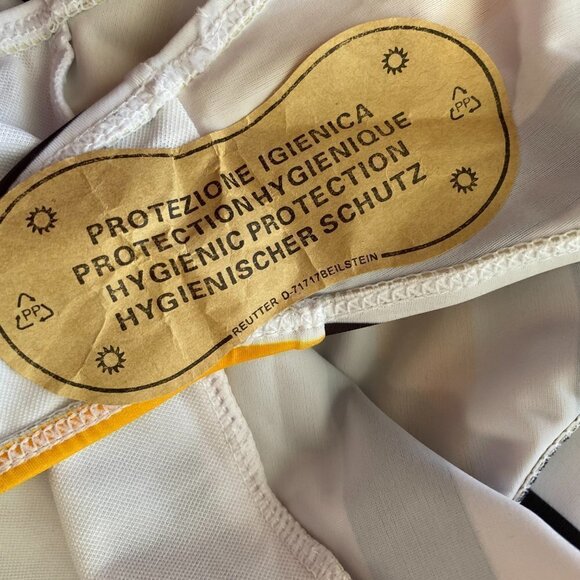 PROTEZIONE IGIENICA
PROTECTION HYGIENIQUE
HYGIENIC PROTECTION
HYGIENISCHER SCHUTZ
REUTTER D-71717 BEILSTEIN
PP
PP